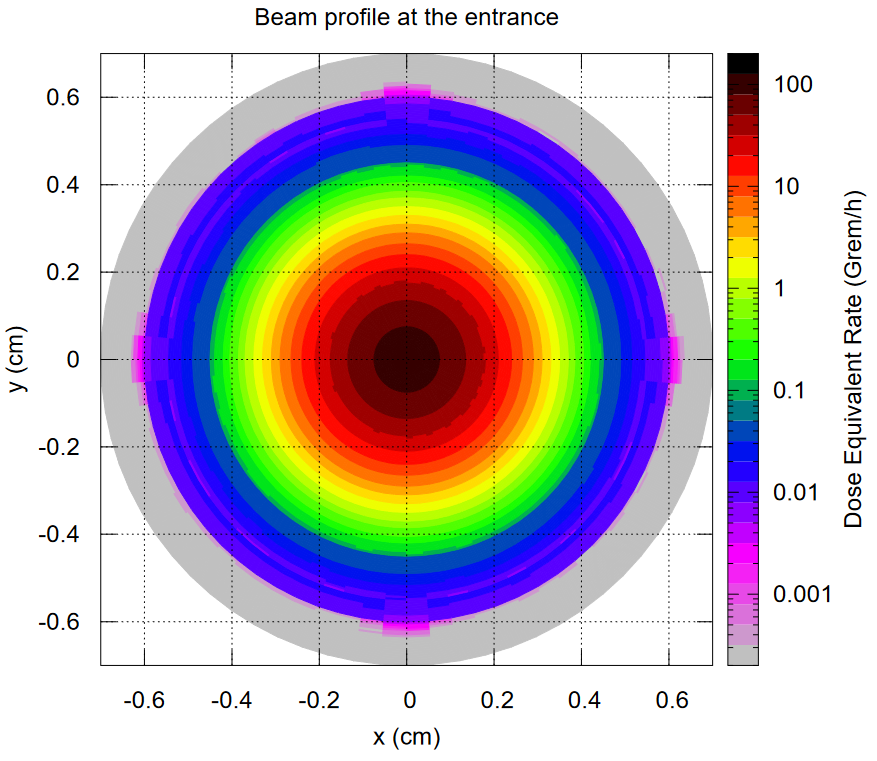 Beam profile at the entrance
0.6
0.4
0.2
0
-0.2
-0.4
-0.6
y (cm)
-0.6 -0.4 -0.2 0 0.2 0.4 0.6
x (cm)
100
10
1
0.1
0.01
0.001
Dose Equivalent Rate (Grem/h)